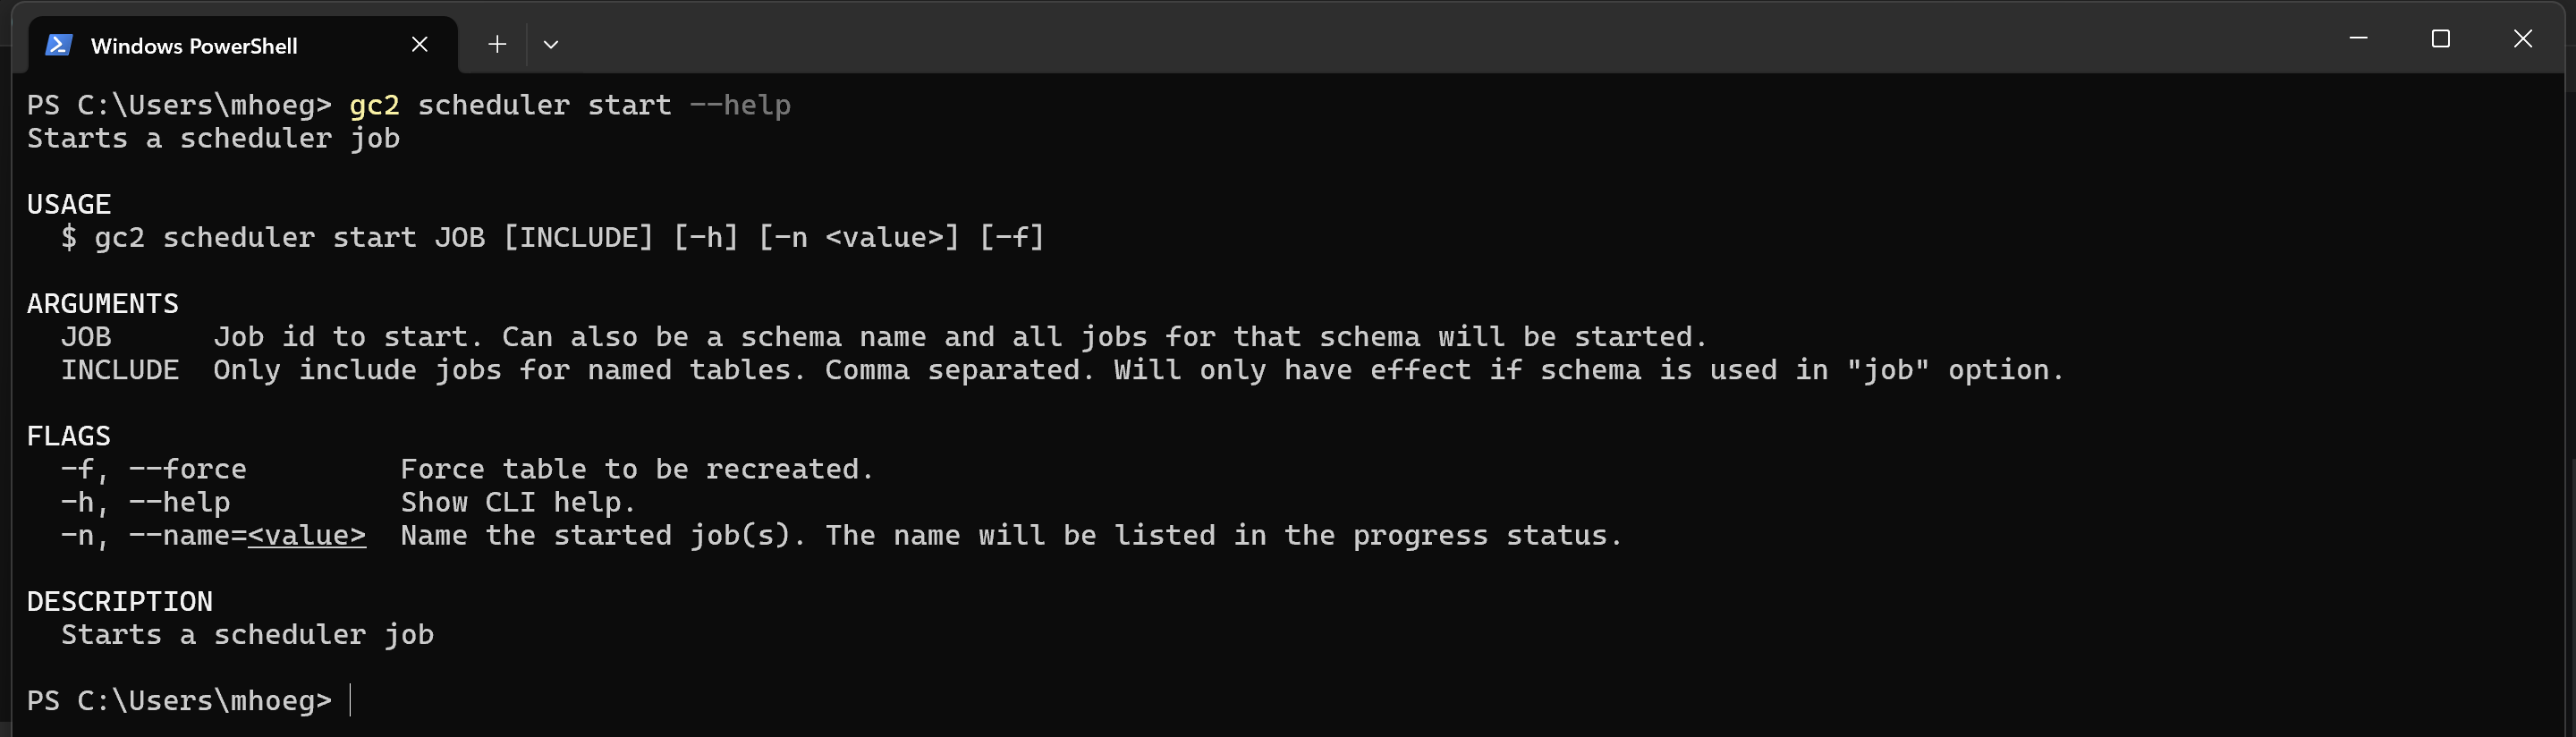 Windows PowerShell
PS C:\Users\mhoeg> gc2 scheduler start --help
Starts a scheduler job
USAGE
  $ gc2 scheduler start JOB [INCLUDE] [-h] [-n <value>] [-f]
ARGUMENTS
  JOB      Job id to start. Can also be a schema name and all jobs for that schema will be started.
  INCLUDE  Only include jobs for named tables. Comma separated. Will only have effect if schema is used in "job" option.
FLAGS
  -f, --force         Force table to be recreated.
  -h, --help          Show CLI help.
  -n, --name=<value>  Name the started job(s). The name will be listed in the progress status.
DESCRIPTION
  Starts a scheduler job
PS C:\Users\mhoeg>